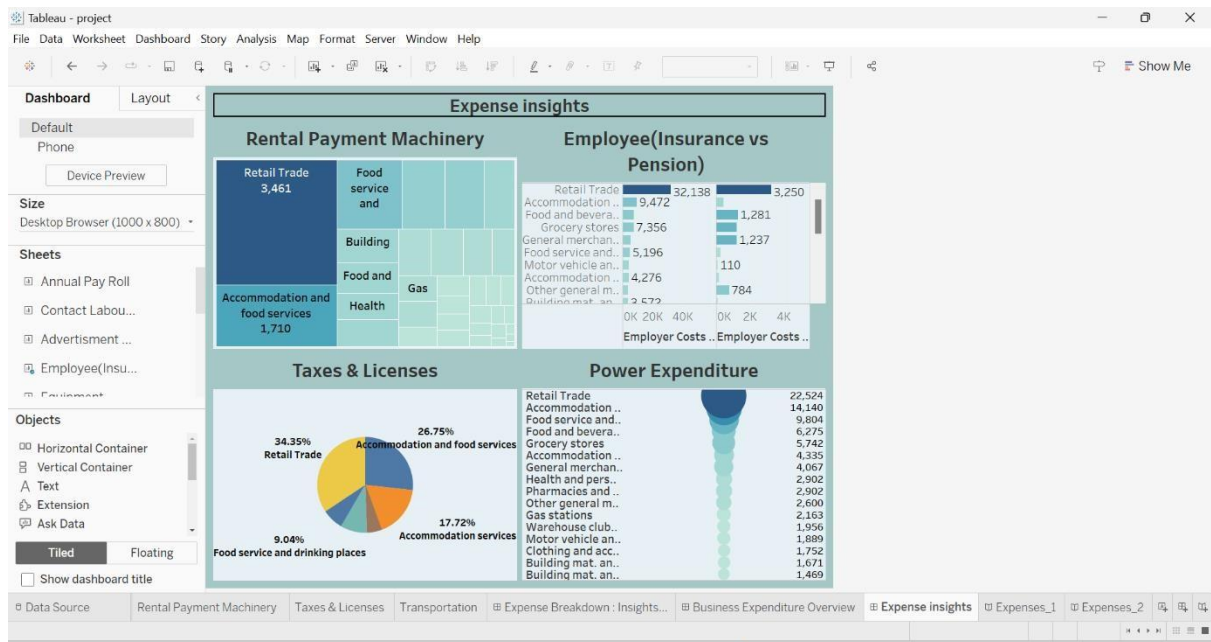 Tableau - project
File Data Worksheet Dashboard Story Analysis Map Format Server Window Help
Show Me
Dashboard Layout
Default
Phone
Device Preview
Size
Desktop Browser (1000 x 800)
Sheets
Annual Pay Roll
Contact Labou...
Advertisment ...
Employee(Insu...
Equipment
Objects
Horizontal Container
Vertical Container
Text
Extension
Ask Data
Tiled Floating
Show dashboard title
Expense insights
Rental Payment Machinery
Retail Trade
3,461
Accommodation and
food services
1,710
Food
service
and
Building
Food and
Health
Gas
Employee(Insurance vs
Pension)
Retail Trade 32,138 3,250
Accommodation .. 9,472
Food and bevera.. 1,281
Grocery stores 7,356
General merchan.. 1,237
Food service and.. 5,196
Motor vehicle an.. 110
Accommodation .. 4,276
Other general m.. 784
Building mat. an.. 3,572
0K 20K 40K 0K 2K 4K
Employer Costs .. Employer Costs ..
Taxes & Licenses
34.35%
Retail Trade
26.75%
Accommodation and food services
17.72%
Accommodation services
9.04%
Food service and drinking places
Power Expenditure
Retail Trade 22,524
Accommodation .. 14,140
Food service and.. 9,804
Food and bevera.. 6,275
Grocery stores 5,742
Accommodation .. 4,335
General merchan.. 4,067
Health and pers.. 2,902
Pharmacies and .. 2,902
Other general m.. 2,600
Gas stations 2,163
Warehouse club.. 1,956
Motor vehicle an.. 1,889
Clothing and acc.. 1,752
Building mat. an.. 1,671
Building mat. an.. 1,469
Data Source Rental Payment Machinery Taxes & Licenses Transportation Expense Breakdown : Insights... Business Expenditure Overview Expense insights Expenses_1 Expenses_2